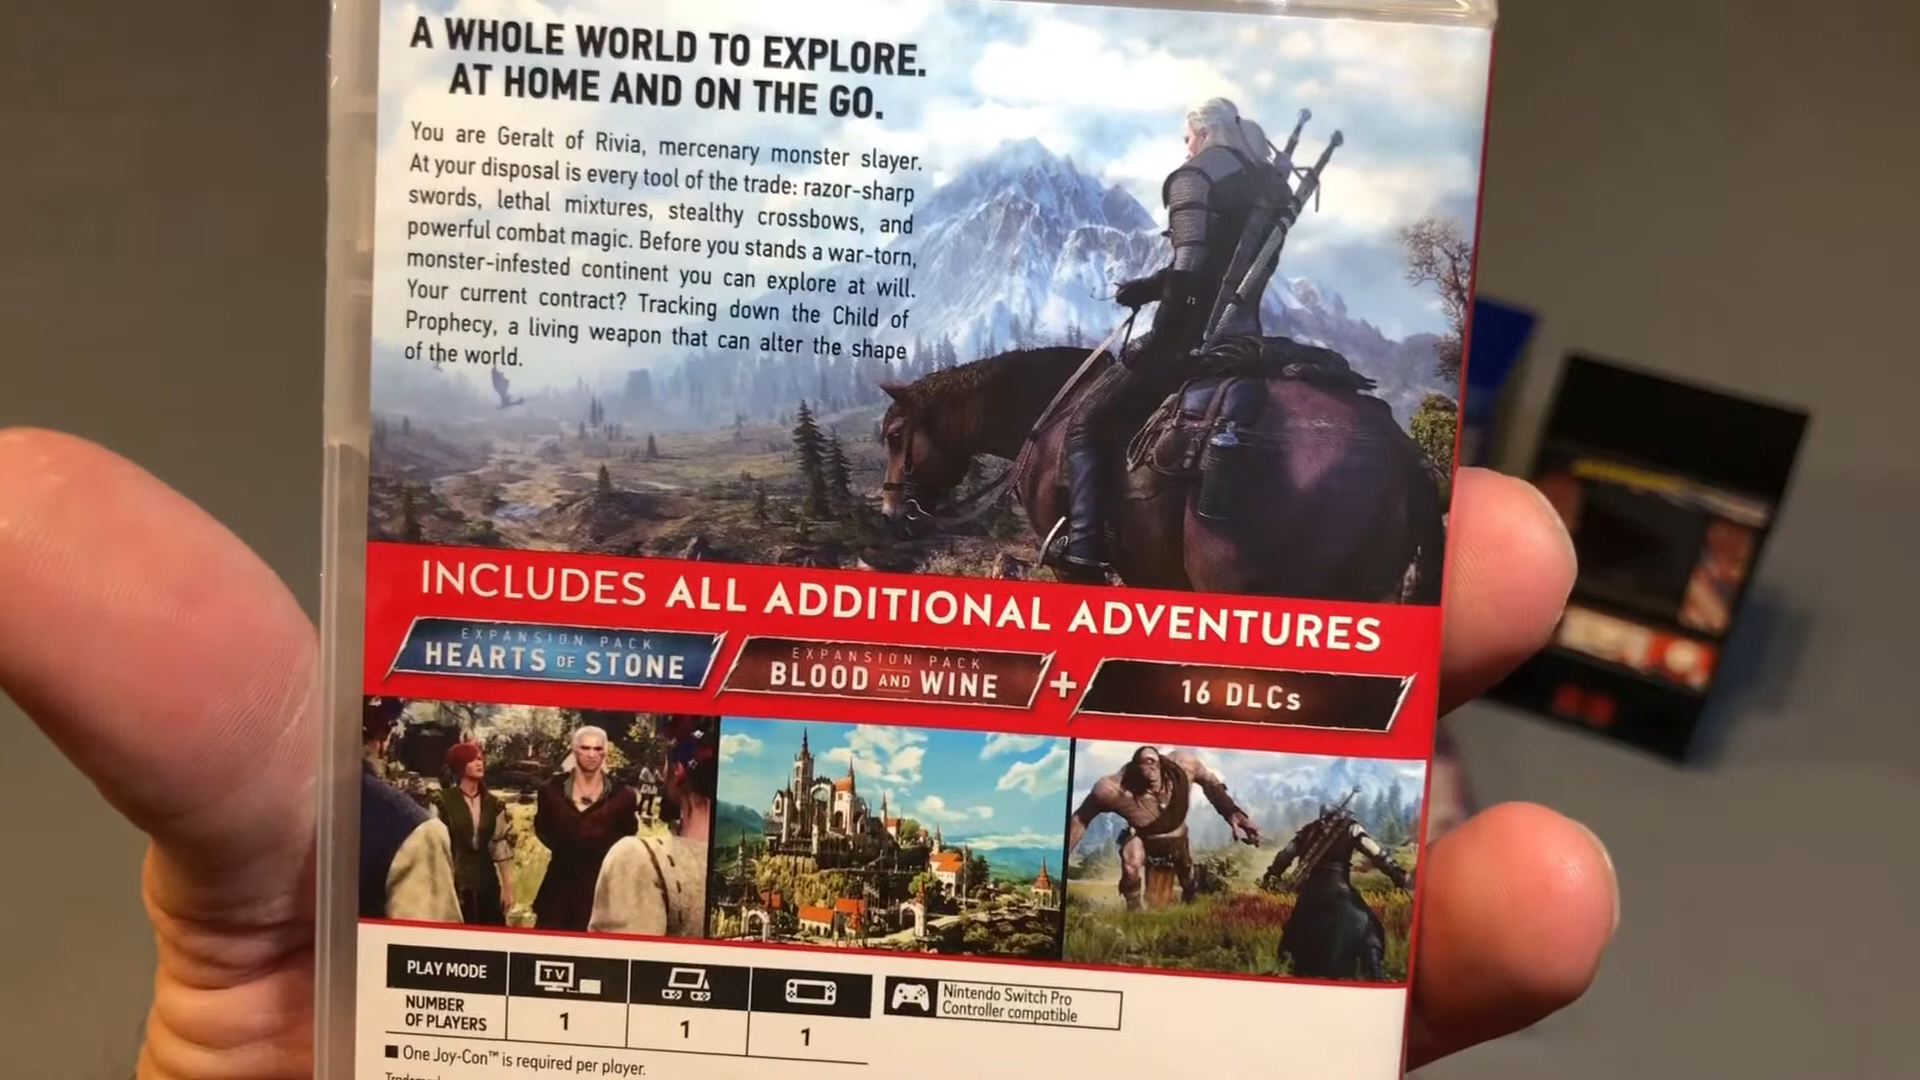 A WHOLE WORLD TO EXPLORE.
AT HOME AND ON THE GO.
You are Geralt of Rivia, mercenary monster slayer.
At your disposal is every tool of the trade: razor-sharp
swords, lethal mixtures, stealthy crossbows, and
powerful combat magic. Before you stands a war-torn,
monster-infested continent you can explore at will.
Your current contract? Tracking down the Child of
Prophecy, a living weapon that can alter the shape
of the world.
INCLUDES ALL ADDITIONAL ADVENTURES
EXPANSION PACK
HEARTS OF STONE
EXPANSION PACK
BLOOD AND WINE
+
16 DLCs
PLAY MODE
TV
NUMBER
OF PLAYERS
1
1
1
Nintendo Switch Pro
Controller compatible
■ One Joy-Con™ is required per player.